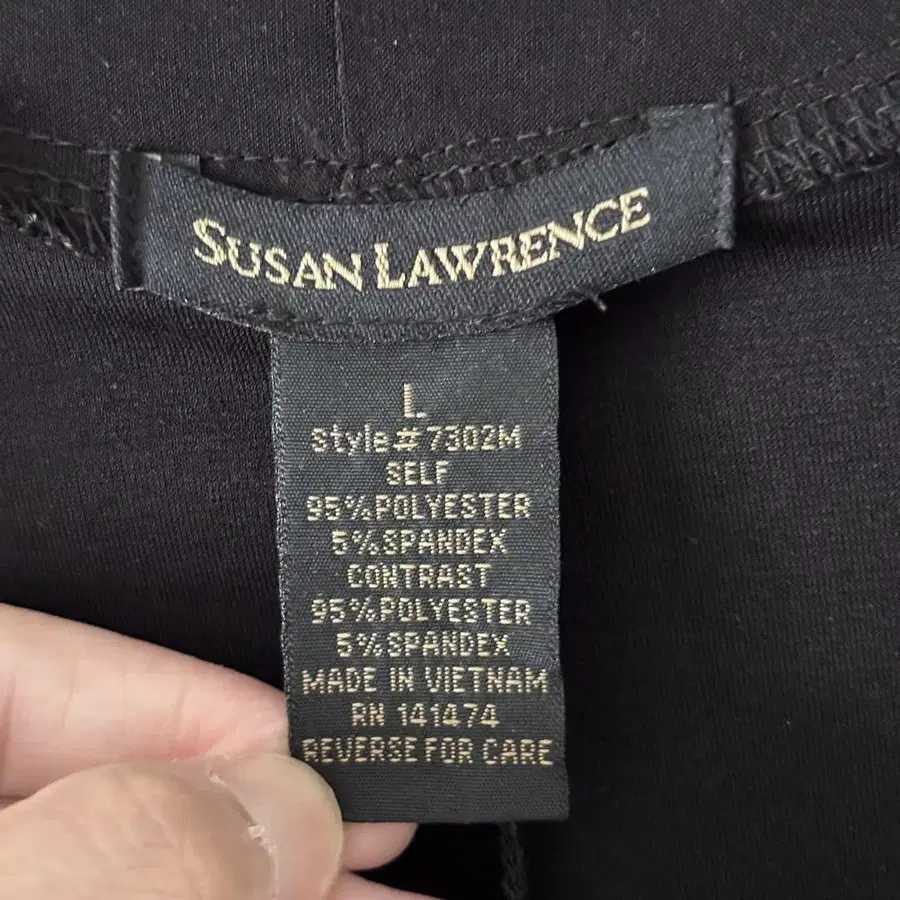 SUSAN LAWRENCE
L
Style#7302M
SELF
95%POLYESTER
5%SPANDEX
CONTRAST
95%POLYESTER
5%SPANDEX
MADE IN VIETNAM
RN 141474
REVERSE FOR CARE